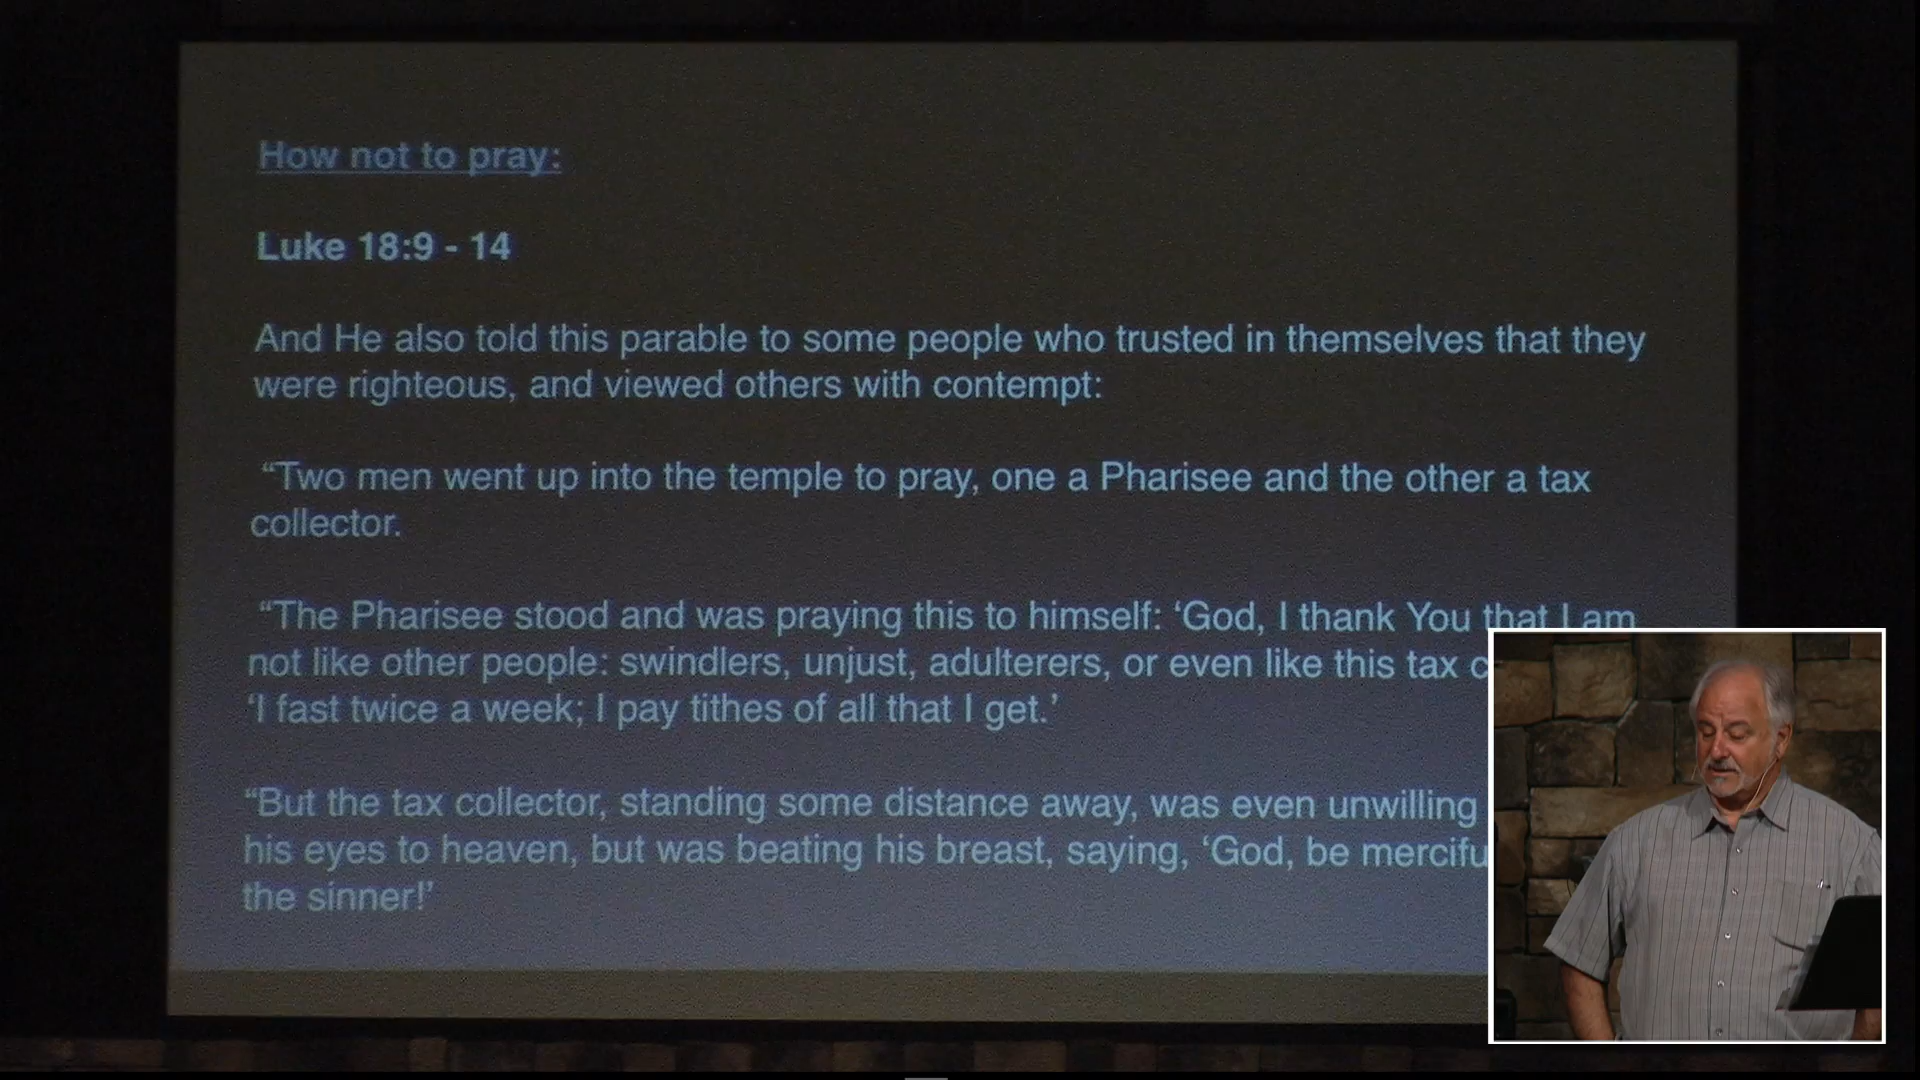 How not to pray:
Luke 18:9 - 14
And He also told this parable to some people who trusted in themselves that they
were righteous, and viewed others with contempt:
“Two men went up into the temple to pray, one a Pharisee and the other a tax
collector.
“The Pharisee stood and was praying this to himself: ‘God, I thank You that I am
not like other people: swindlers, unjust, adulterers, or even like this tax
‘I fast twice a week; I pay tithes of all that I get.’
“But the tax collector, standing some distance away, was even unwilling
his eyes to heaven, but was beating his breast, saying, ‘God, be
the sinner!’